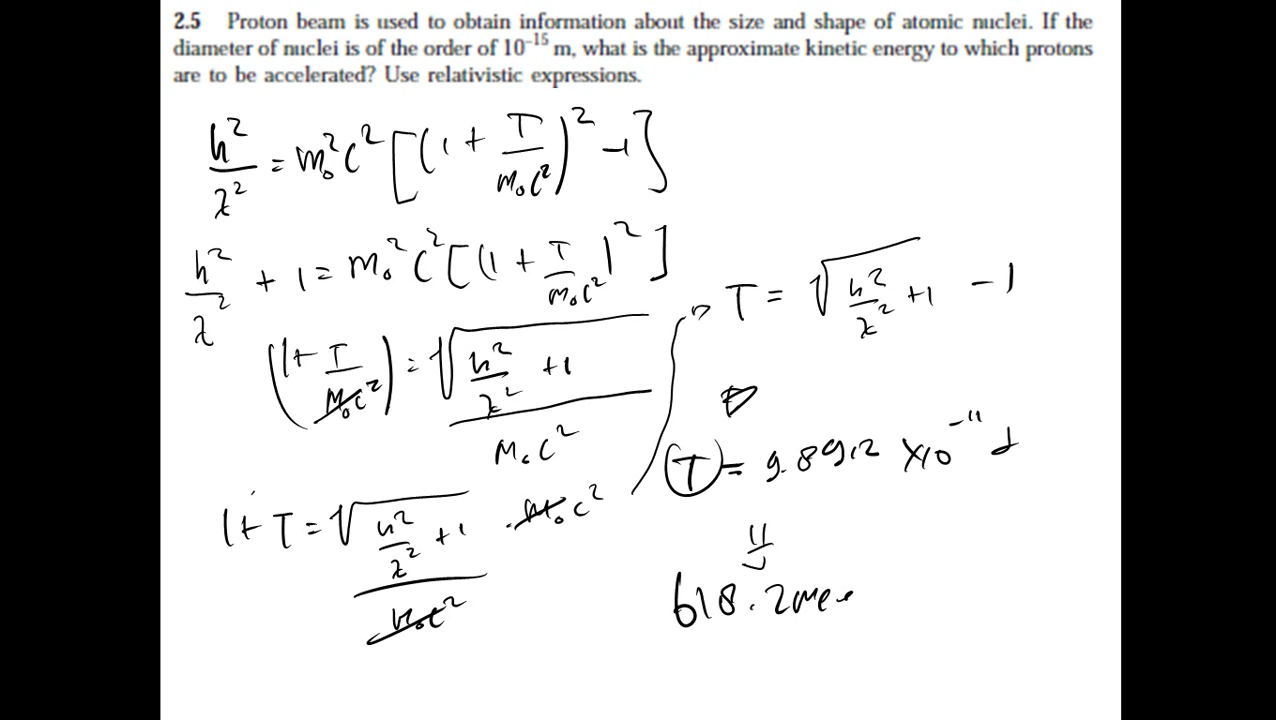 2.5 Proton beam is used to obtain information about the size and shape of atomic nuclei. If the
diameter of nuclei is of the order of 10⁻¹⁵ m, what is the approximate kinetic energy to which protons
are to be accelerated? Use relativistic expressions.
h²/λ² = m₀²c² [(1 + T/m₀c²)² - 1]
h²/λ² + 1 = m₀²c² [(1 + T/m₀c²)²]
(1 + T/m₀c²) = √(h²/λ² + 1) / m₀c²
1 + T = √(h²/λ² + 1) / m₀c² · m₀c²
→ T = √(h²/λ² + 1) - 1
T = 9.8912 × 10⁻¹¹ J
618.2 mev